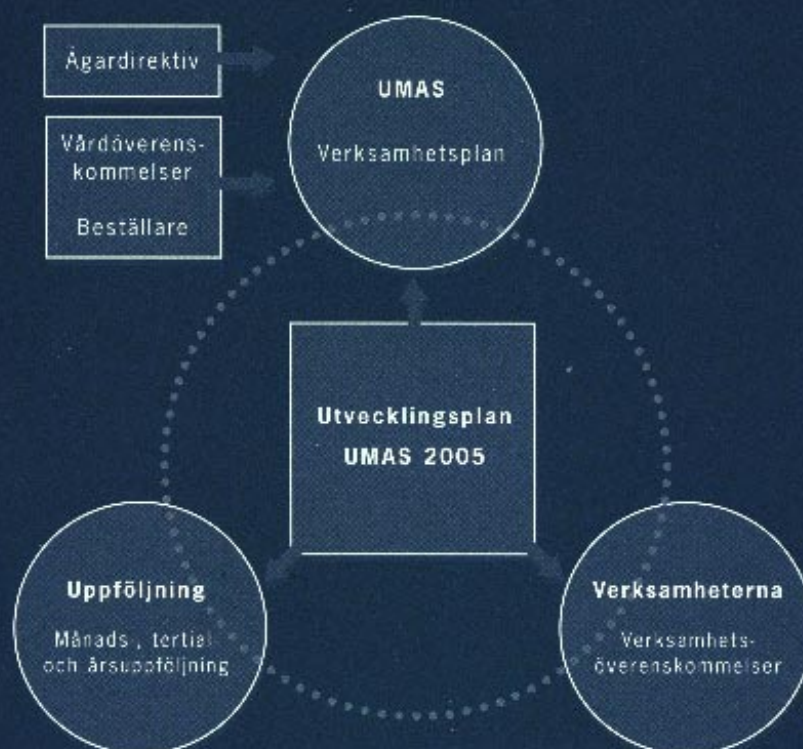 Ägardirektiv
Vårdöverens-
kommelser
Beställare
UMAS
Verksamhetsplan
Utvecklingsplan
UMAS 2005
Uppföljning
Månads-, tertial
och årsuppföljning
Verksamheterna
Verksamhets-
överenskommelser